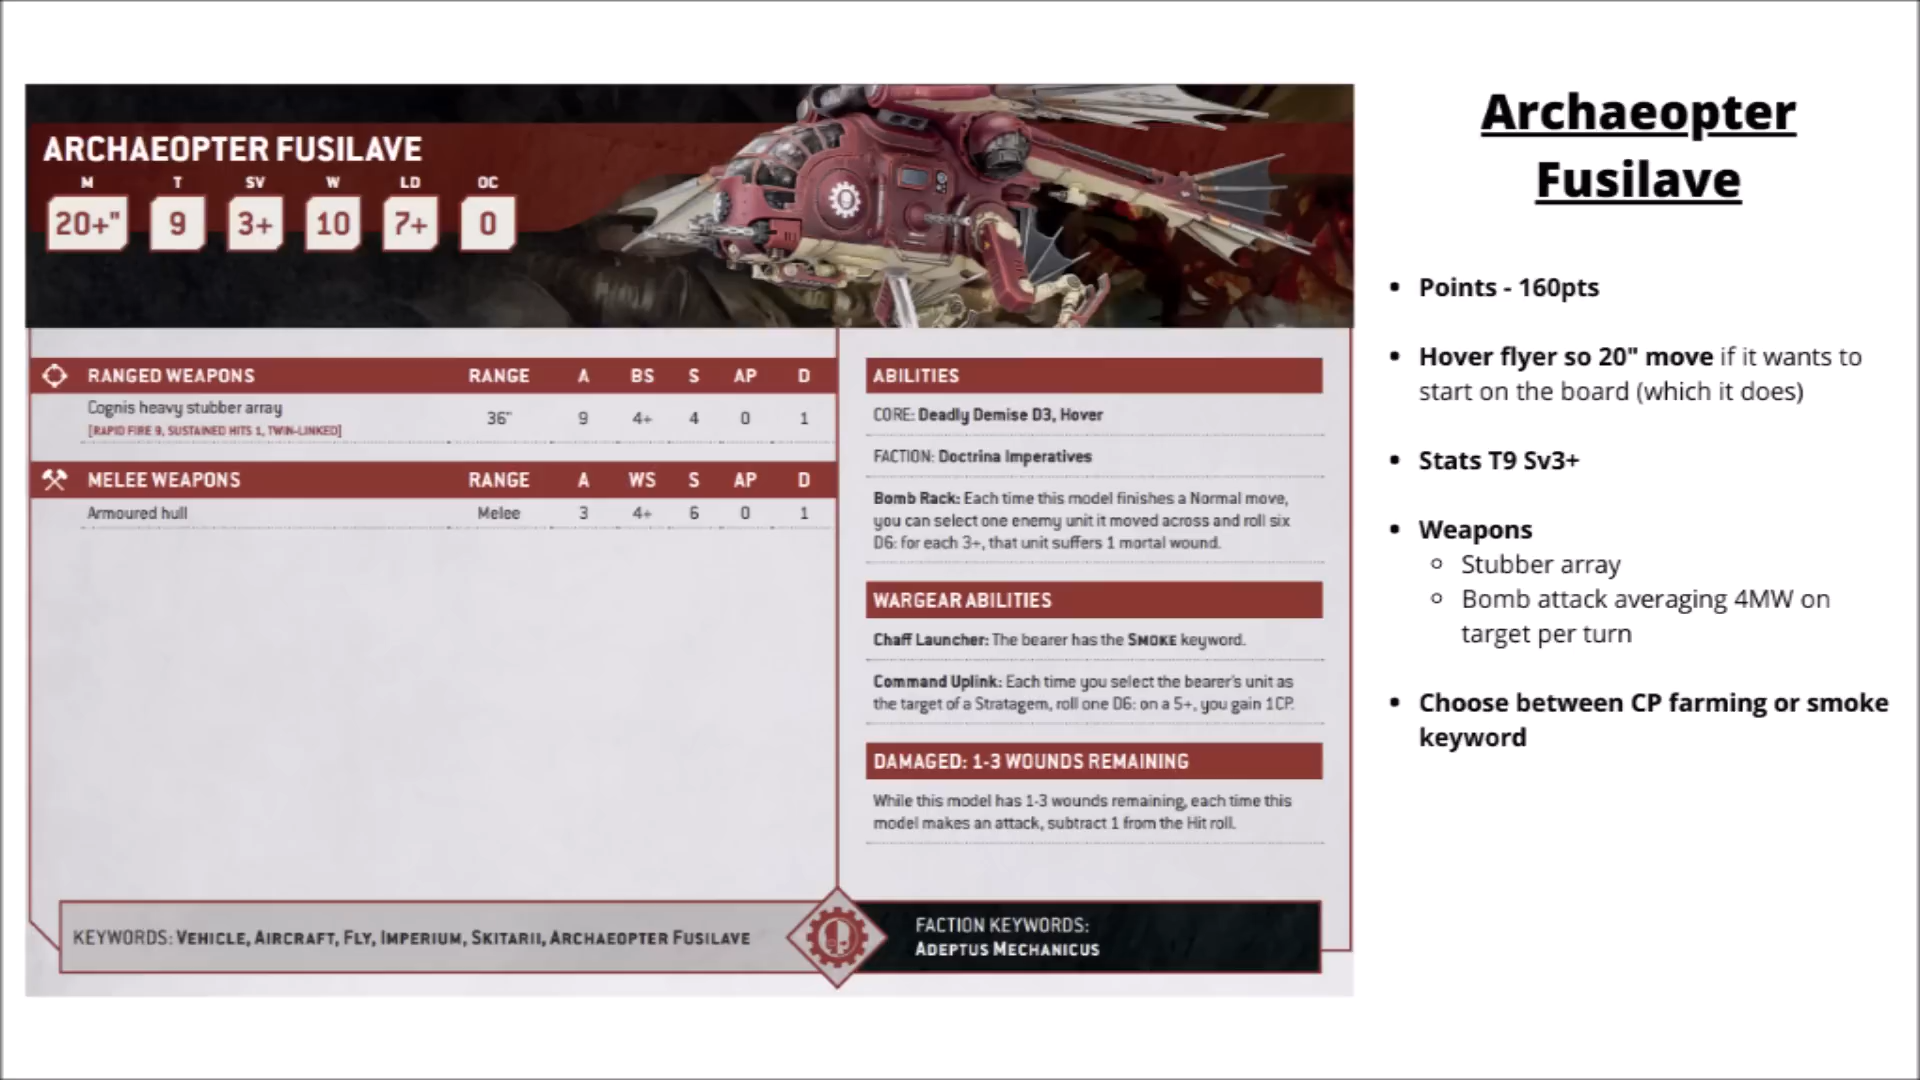 ARCHAEOPTER FUSILAVE
M T SV W LD OC
20+" 9 3+ 10 7+ 0
RANGED WEAPONS RANGE A BS S AP D
Cognis heavy stubber array 36" 9 4+ 4 0 1
[RAPID FIRE 9, SUSTAINED HITS 1, TWIN-LINKED]
MELEE WEAPONS RANGE A WS S AP D
Armoured hull Melee 3 4+ 6 0 1
ABILITIES
CORE: Deadly Demise D3, Hover
FACTION: Doctrina Imperatives
Bomb Rack: Each time this model finishes a Normal move,
you can select one enemy unit it moved across and roll six
D6: for each 3+, that unit suffers 1 mortal wound.
WARGEAR ABILITIES
Chaff Launcher: The bearer has the SMOKE keyword.
Command Uplink: Each time you select the bearer's unit as
the target of a Stratagem, roll one D6: on a 5+, you gain 1CP.
DAMAGED: 1-3 WOUNDS REMAINING
While this model has 1-3 wounds remaining, each time this
model makes an attack, subtract 1 from the Hit roll.
KEYWORDS: VEHICLE, AIRCRAFT, FLY, IMPERIUM, SKITARII, ARCHAEOPTER FUSILAVE
FACTION KEYWORDS:
ADEPTUS MECHANICUS
Archaeopter
Fusilave
• Points - 160pts
• Hover flyer so 20" move if it wants to
start on the board (which it does)
• Stats T9 Sv3+
• Weapons
○ Stubber array
○ Bomb attack averaging 4MW on
target per turn
• Choose between CP farming or smoke
keyword